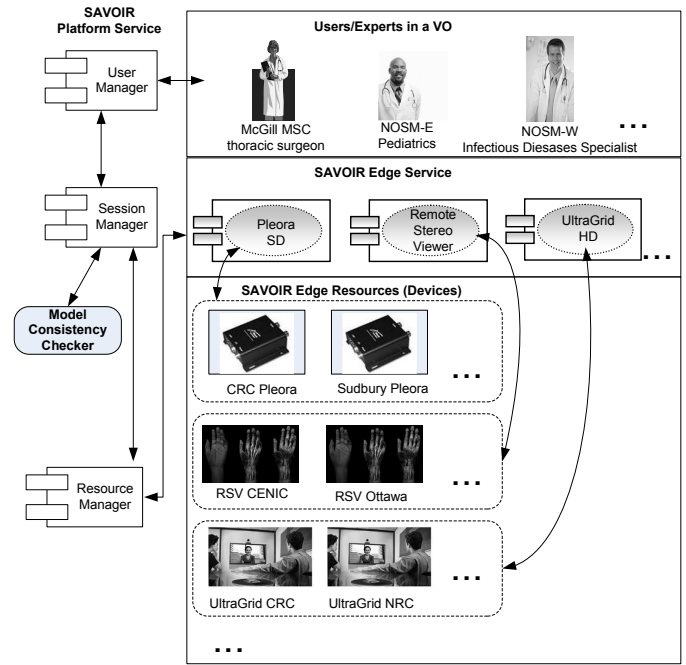 SAVOIR
Platform Service
User
Manager
Session
Manager
Model
Consistency
Checker
Resource
Manager
Users/Experts in a VO
McGill MSC
thoracic surgeon
NOSM-E
Pediatrics
NOSM-W
Infectious Dieseases Specialist
...
SAVOIR Edge Service
Pleora
SD
Remote
Stereo
Viewer
UltraGrid
HD
...
SAVOIR Edge Resources (Devices)
CRC Pleora
Sudbury Pleora
...
RSV CENIC
RSV Ottawa
...
UltraGrid CRC
UltraGrid NRC
...
...